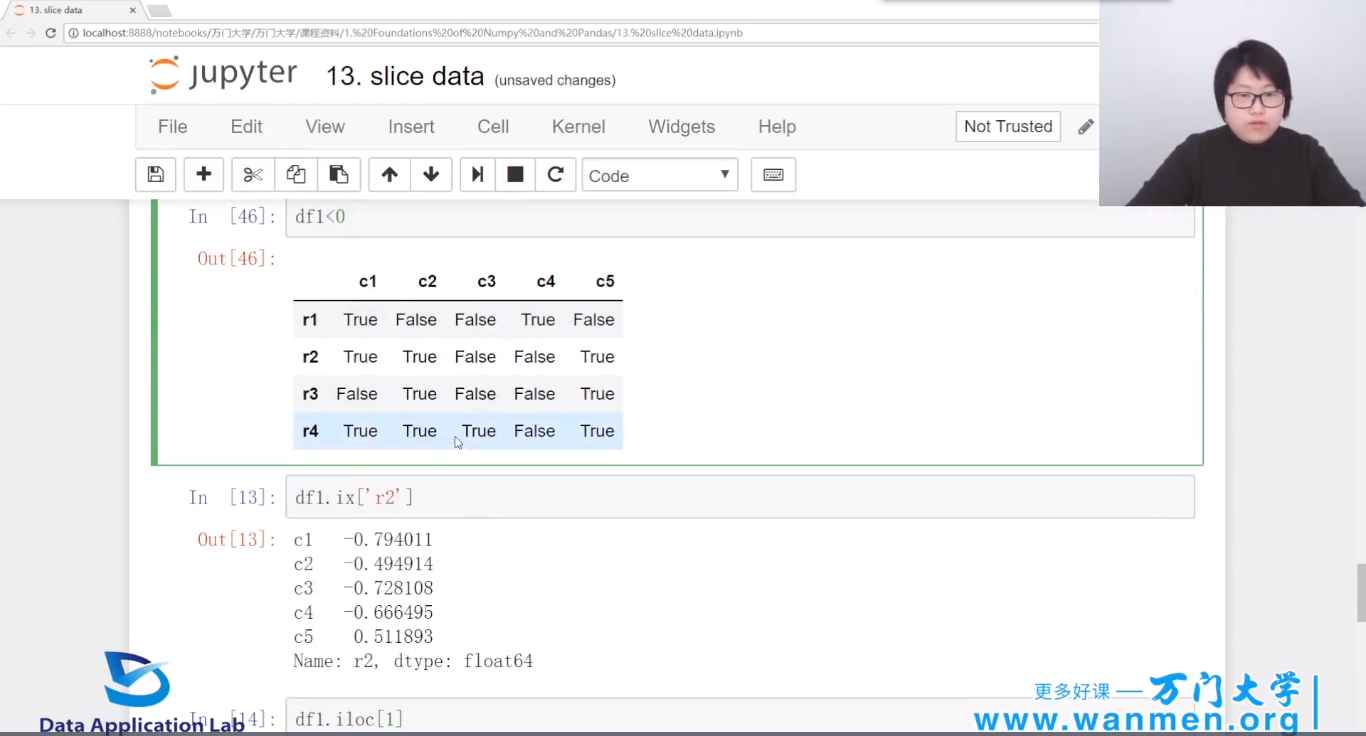 13. slice data
localhost:8888/notebooks/万门大学/万门大学/课程资料/1.%20Foundations%20of%20Numpy%20and%20Pandas/13.%20slice%20data.ipynb
jupyter 13. slice data (unsaved changes)
File Edit View Insert Cell Kernel Widgets Help Not Trusted
Code
In [46]: df1<0
Out[46]:
c1 c2 c3 c4 c5
r1 True False False True False
r2 True True False False True
r3 False True False False True
r4 True True True False True
In [13]: df1.ix['r2']
Out[13]: c1 -0.794011
c2 -0.494914
c3 -0.728108
c4 -0.666495
c5 0.511893
Name: r2, dtype: float64
In [14]: df1.iloc[1]
Data Application Lab
更多好课 — 万门大学
www.wanmen.org